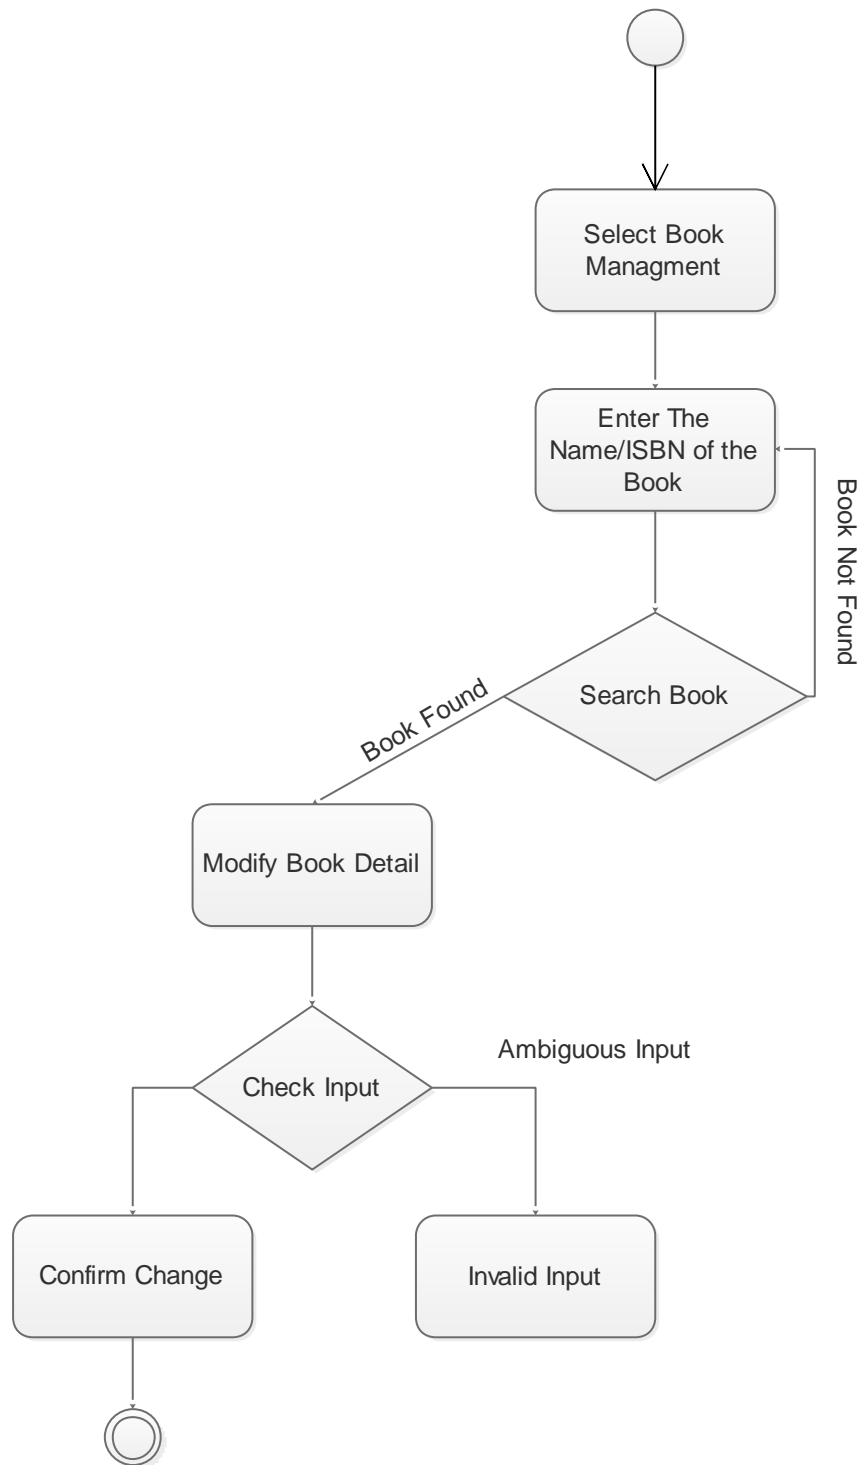 Select Book
Managment
Enter The
Name/ISBN of the
Book
Book Not Found
Search Book
Book Found
Modify Book Detail
Ambiguous Input
Check Input
Confirm Change
Invalid Input